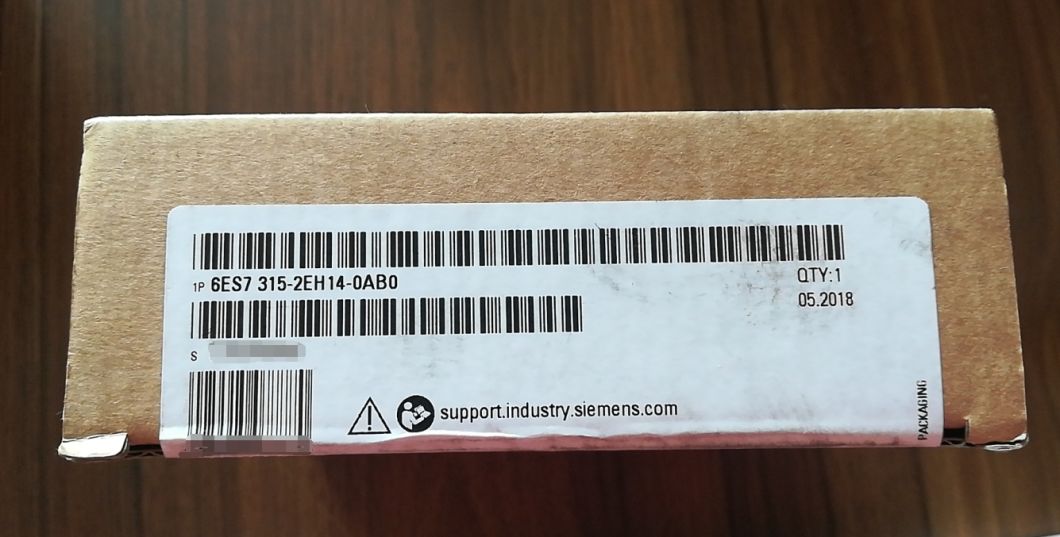 1P 6ES7 315-2EH14-0AB0
QTY:1
05.2018
S
support.industry.siemens.com
PACKAGING